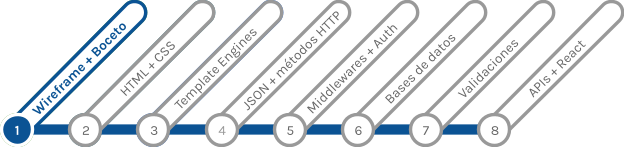 Wireframe + Boceto
HTML + CSS
Template Engines
JSON + métodos HTTP
Middlewares + Auth
Bases de datos
Validaciones
APIs + React
1
2
3
4
5
6
7
8